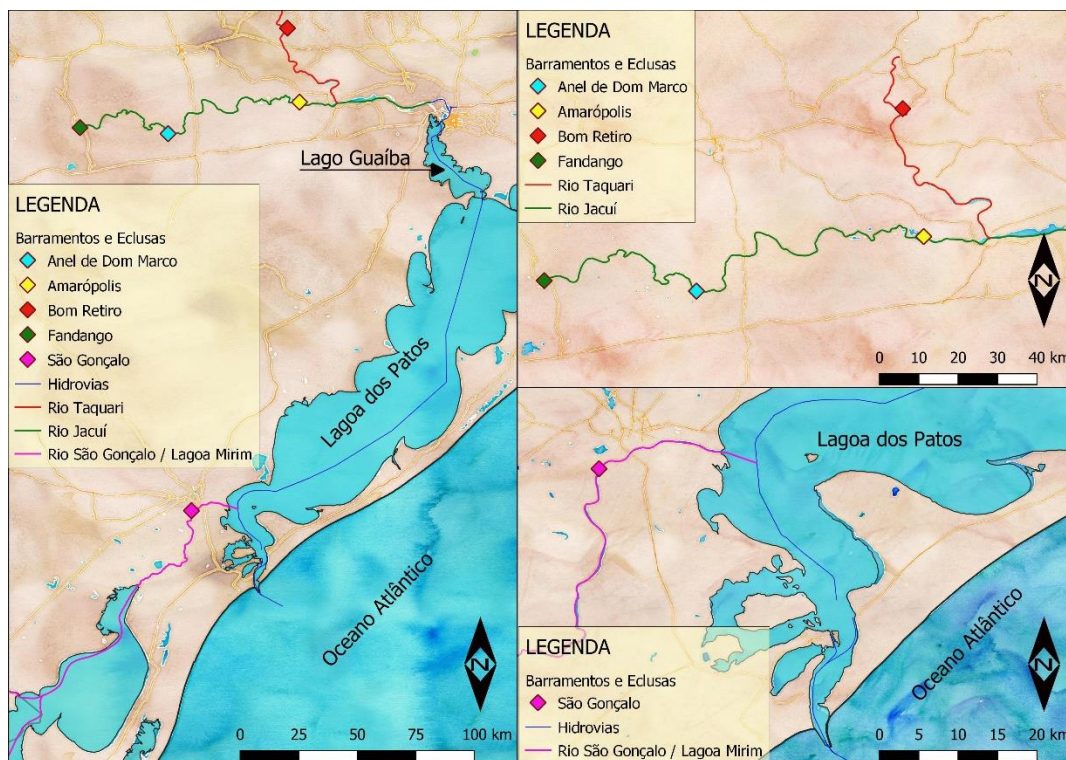 Lago Guaíba
LEGENDA
Barramentos e Eclusas
Anel de Dom Marco
Amarópolis
Bom Retiro
Fandango
São Gonçalo
Hidrovias
Rio Taquari
Rio Jacuí
Rio São Gonçalo / Lagoa Mirim
Lagoa dos Patos
Oceano Atlântico
N
0 25 50 75 100 km
LEGENDA
Barramentos e Eclusas
Anel de Dom Marco
Amarópolis
Bom Retiro
Fandango
Rio Taquari
Rio Jacuí
N
0 10 20 30 40 km
Lagoa dos Patos
Oceano Atlântico
LEGENDA
Barramentos e Eclusas
São Gonçalo
Hidrovias
Rio São Gonçalo / Lagoa Mirim
N
0 5 10 15 20 km